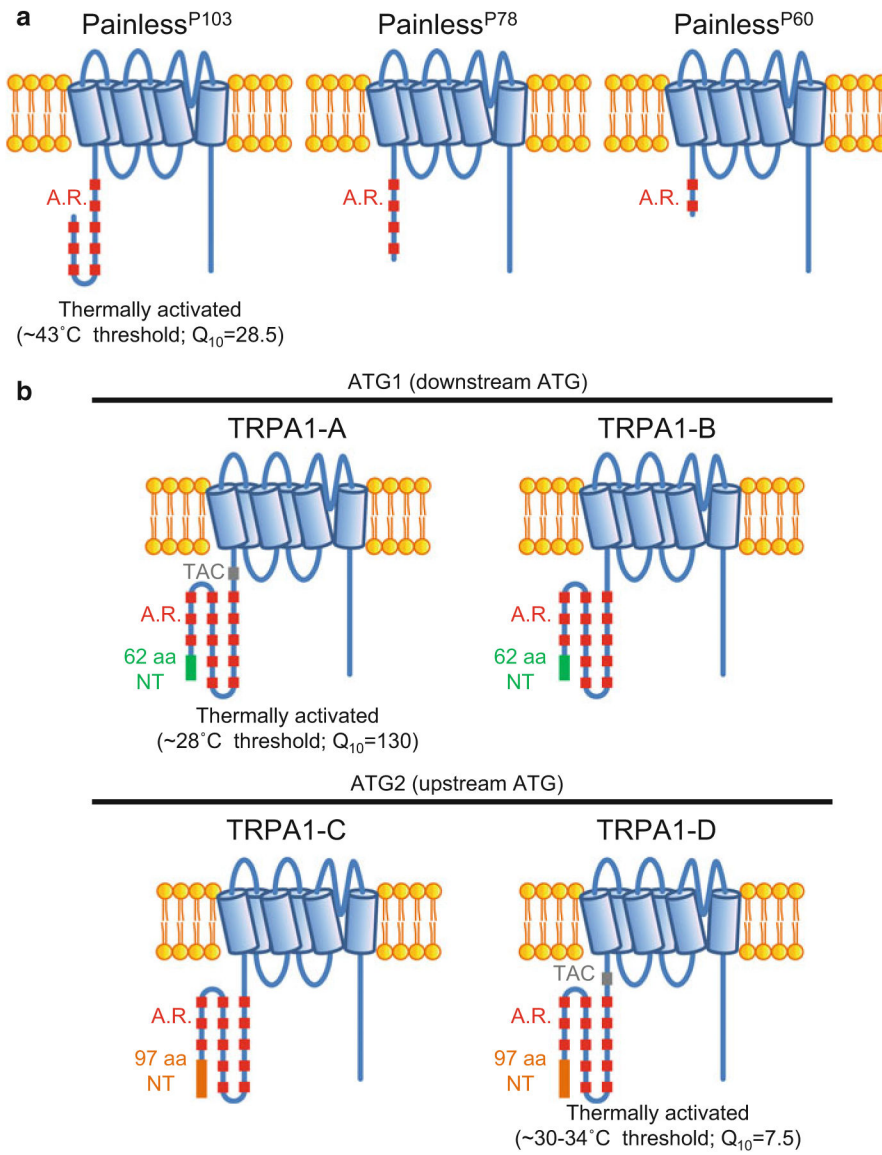 a
Painless^P103
Painless^P78
Painless^P60
A.R.
A.R.
A.R.
Thermally activated
(~43˚C threshold; Q₁₀=28.5)
b
ATG1 (downstream ATG)
TRPA1-A
TRPA1-B
TAC
A.R.
62 aa
NT
A.R.
62 aa
NT
Thermally activated
(~28˚C threshold; Q₁₀=130)
ATG2 (upstream ATG)
TRPA1-C
TRPA1-D
A.R.
97 aa
NT
TAC
A.R.
97 aa
NT
Thermally activated
(~30-34˚C threshold; Q₁₀=7.5)